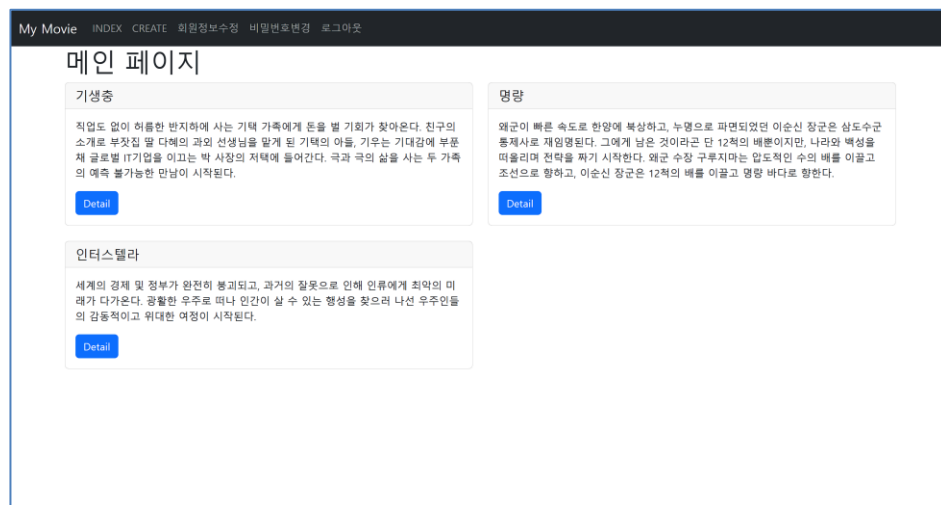 My Movie INDEX CREATE 회원정보수정 비밀번호변경 로그아웃
메인 페이지
기생충
직업도 없이 허름한 반지하에 사는 기택 가족에게 돈을 벌 기회가 찾아온다. 친구의
소개로 부잣집 딸 다혜의 과외 선생님을 맡게 된 기택의 아들, 기우는 기대감에 부푼
채 글로벌 IT기업을 이끄는 박 사장의 저택에 들어간다. 극과 극의 삶을 사는 두 가족
의 예측 불가능한 만남이 시작된다.
Detail
명량
왜군이 빠른 속도로 한양에 북상하고, 누명으로 파면되었던 이순신 장군은 삼도수군
통제사로 재임명된다. 그에게 남은 것이라곤 단 12척의 배뿐이지만, 나라와 백성을
떠올리며 전략을 짜기 시작한다. 왜군 수장 구루지마는 압도적인 수의 배를 이끌고
조선으로 향하고, 이순신 장군은 12척의 배를 이끌고 명량 바다로 향한다.
Detail
인터스텔라
세계의 경제 및 정부가 완전히 붕괴되고, 과거의 잘못으로 인해 인류에게 최악의 미
래가 다가온다. 광활한 우주로 떠나 인간이 살 수 있는 행성을 찾으러 나선 우주인들
의 감동적이고 위대한 여정이 시작된다.
Detail